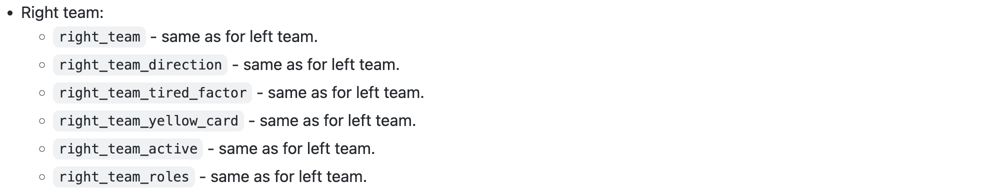 • Right team:
○ right_team - same as for left team.
○ right_team_direction - same as for left team.
○ right_team_tired_factor - same as for left team.
○ right_team_yellow_card - same as for left team.
○ right_team_active - same as for left team.
○ right_team_roles - same as for left team.